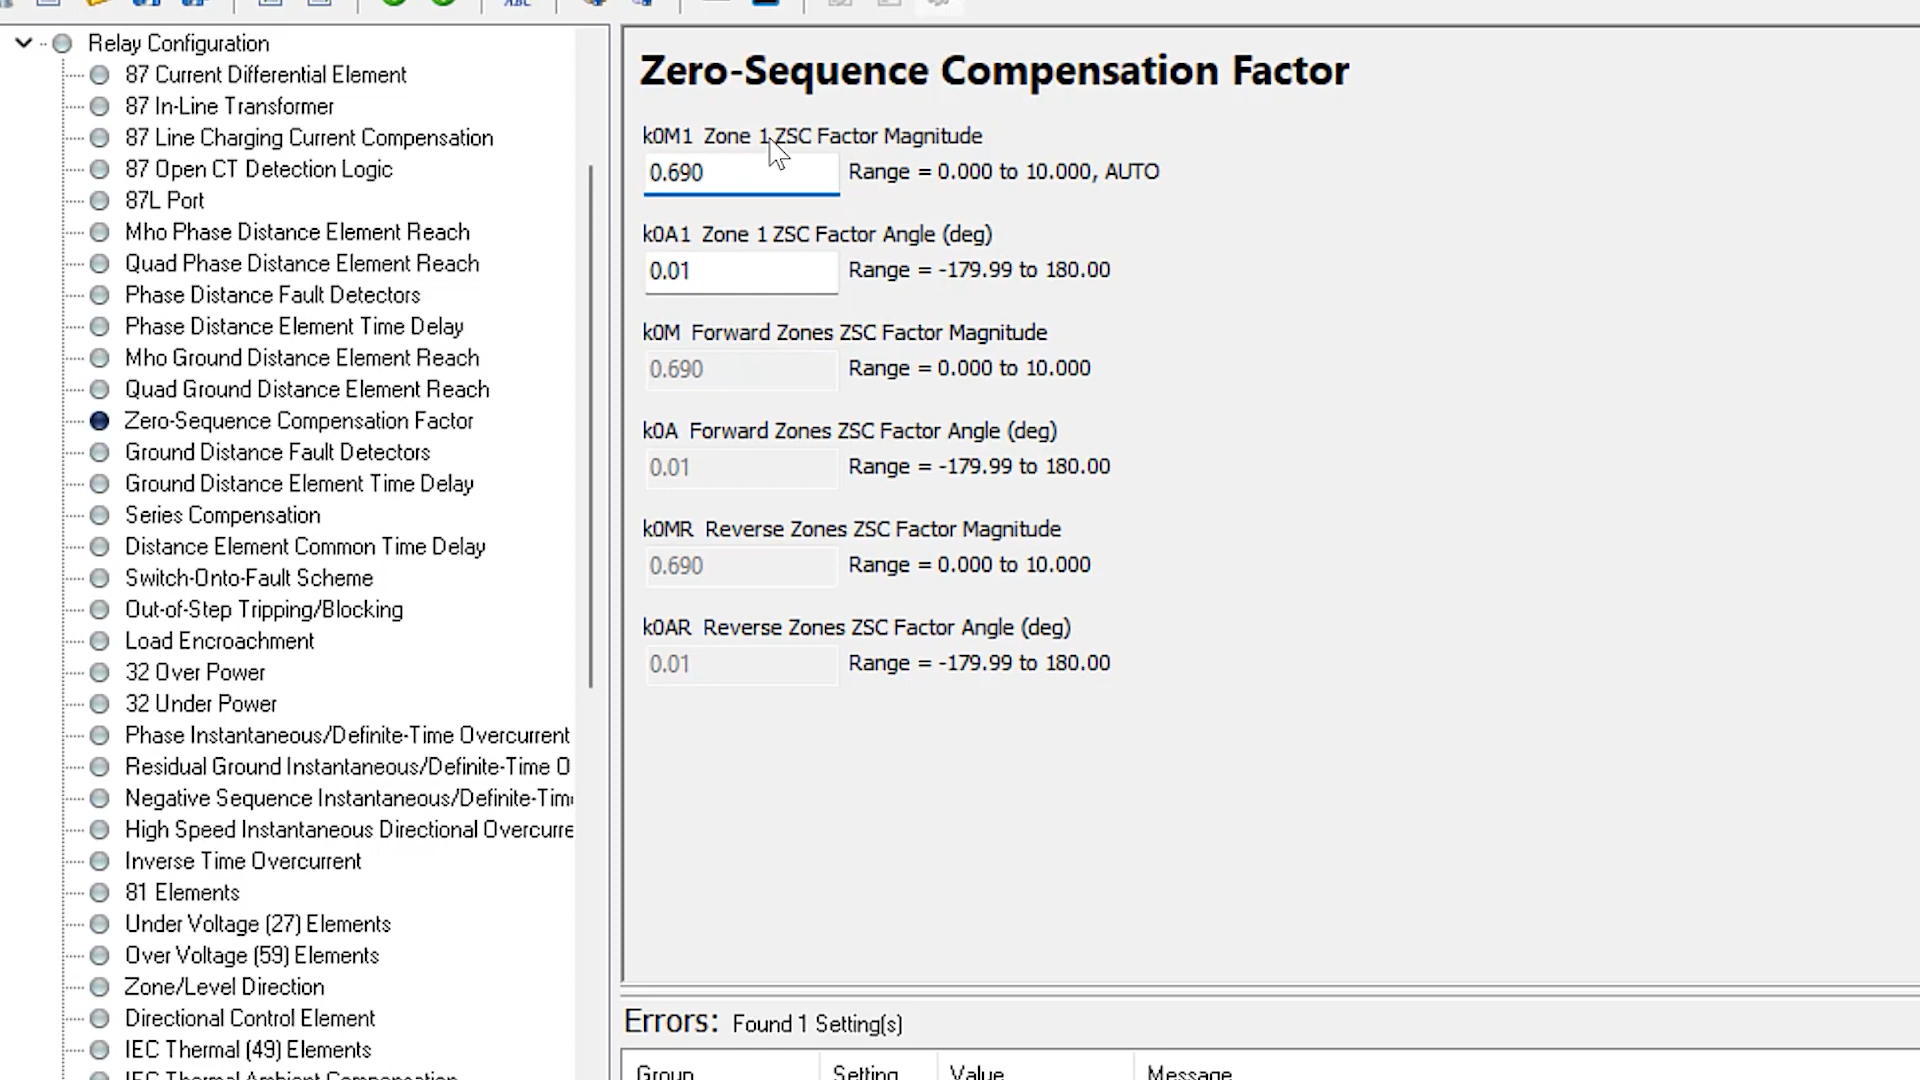 ABC
Relay Configuration
87 Current Differential Element
87 In-Line Transformer
87 Line Charging Current Compensation
87 Open CT Detection Logic
87L Port
Mho Phase Distance Element Reach
Quad Phase Distance Element Reach
Phase Distance Fault Detectors
Phase Distance Element Time Delay
Mho Ground Distance Element Reach
Quad Ground Distance Element Reach
Zero-Sequence Compensation Factor
Ground Distance Fault Detectors
Ground Distance Element Time Delay
Series Compensation
Distance Element Common Time Delay
Switch-Onto-Fault Scheme
Out-of-Step Tripping/Blocking
Load Encroachment
32 Over Power
32 Under Power
Phase Instantaneous/Definite-Time Overcurrent
Residual Ground Instantaneous/Definite-Time O
Negative Sequence Instantaneous/Definite-Tim
High Speed Instantaneous Directional Overcurre
Inverse Time Overcurrent
81 Elements
Under Voltage (27) Elements
Over Voltage (59) Elements
Zone/Level Direction
Directional Control Element
IEC Thermal (49) Elements
IEC Thermal Ambient Compensation
Zero-Sequence Compensation Factor
k0M1 Zone 1 ZSC Factor Magnitude
0.690 Range = 0.000 to 10.000, AUTO
k0A1 Zone 1 ZSC Factor Angle (deg)
0.01 Range = -179.99 to 180.00
k0M Forward Zones ZSC Factor Magnitude
0.690 Range = 0.000 to 10.000
k0A Forward Zones ZSC Factor Angle (deg)
0.01 Range = -179.99 to 180.00
k0MR Reverse Zones ZSC Factor Magnitude
0.690 Range = 0.000 to 10.000
k0AR Reverse Zones ZSC Factor Angle (deg)
0.01 Range = -179.99 to 180.00
Errors: Found 1 Setting(s)
Group Setting Value Message